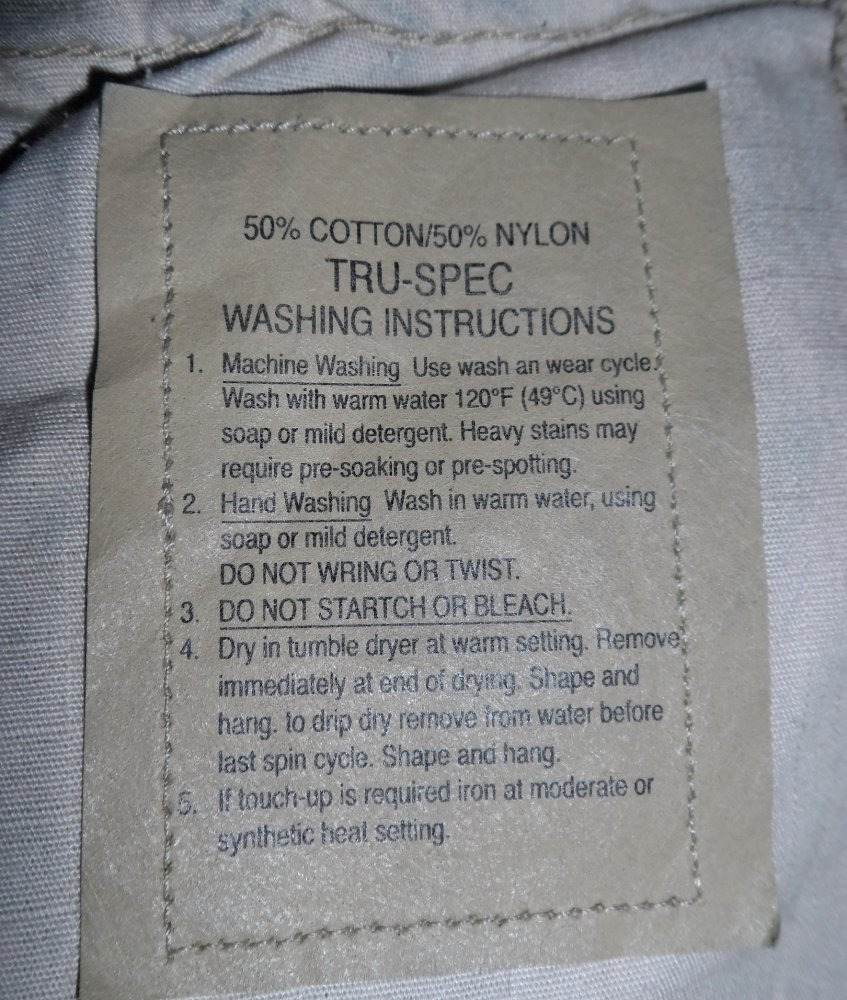 50% COTTON/50% NYLON
TRU-SPEC
WASHING INSTRUCTIONS
1. Machine Washing Use wash an wear cycle.
Wash with warm water 120°F (49°C) using
soap or mild detergent. Heavy stains may
require pre-soaking or pre-spotting.
2. Hand Washing Wash in warm water, using
soap or mild detergent.
DO NOT WRING OR TWIST.
3. DO NOT STARTCH OR BLEACH.
4. Dry in tumble dryer at warm setting. Remove
immediately at end of drying. Shape and
hang. to drip dry remove from water before
last spin cycle. Shape and hang.
5. If touch-up is required iron at moderate or
synthetic heat setting.